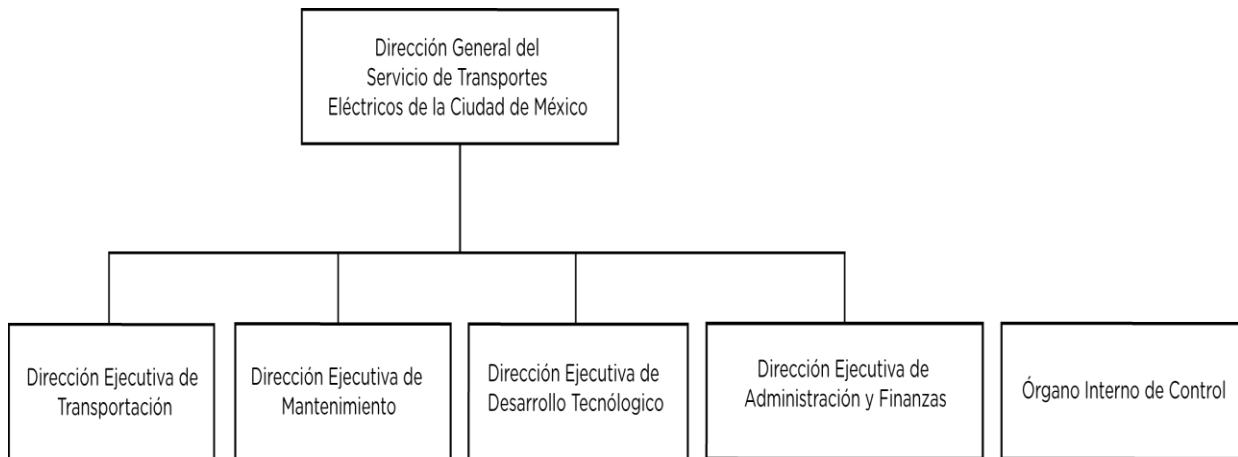 Dirección General del
Servicio de Transportes
Eléctricos de la Ciudad de México
Dirección Ejecutiva de
Transportación
Dirección Ejecutiva de
Mantenimiento
Dirección Ejecutiva de
Desarrollo Tecnólogico
Dirección Ejecutiva de
Administración y Finanzas
Órgano Interno de Control